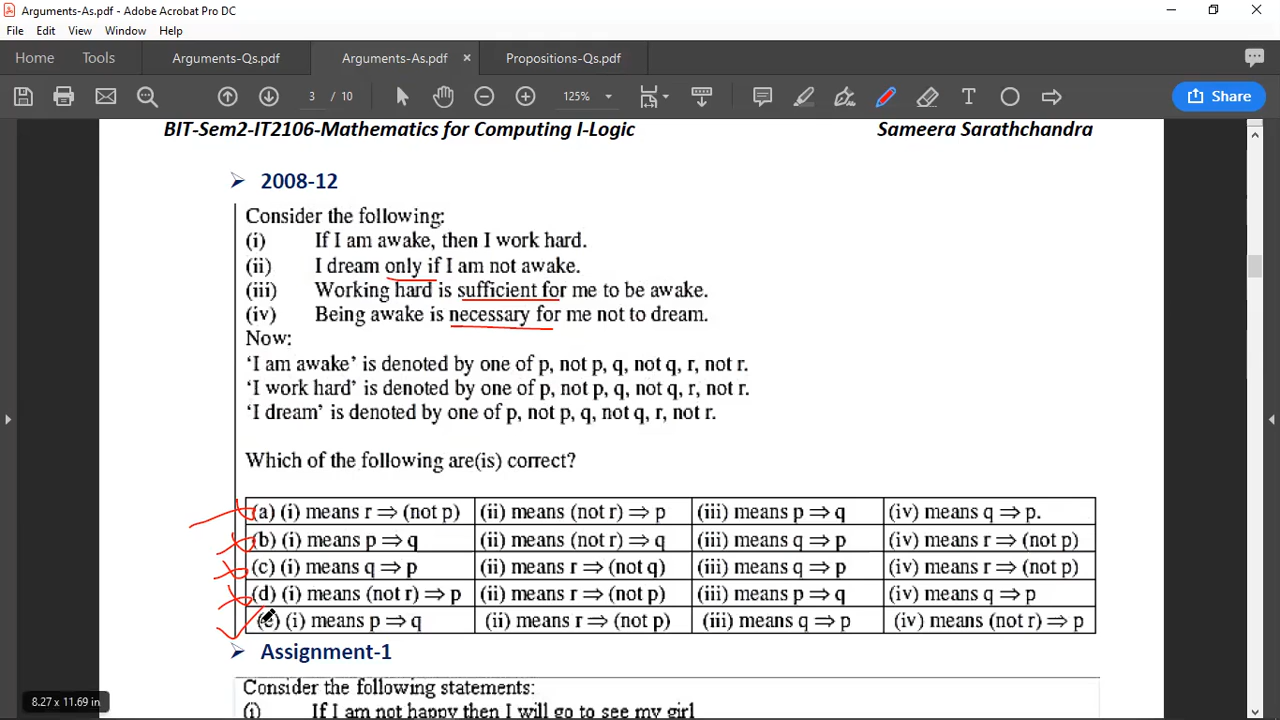 Arguments-As.pdf - Adobe Acrobat Pro DC
File Edit View Window Help
Home Tools Arguments-Qs.pdf Arguments-As.pdf × Propositions-Qs.pdf
3 / 10 125% Share
BIT-Sem2-IT2106-Mathematics for Computing I-Logic Sameera Sarathchandra
➢ 2008-12
Consider the following:
(i) If I am awake, then I work hard.
(ii) I dream only if I am not awake.
(iii) Working hard is sufficient for me to be awake.
(iv) Being awake is necessary for me not to dream.
Now:
‘I am awake’ is denoted by one of p, not p, q, not q, r, not r.
‘I work hard’ is denoted by one of p, not p, q, not q, r, not r.
‘I dream’ is denoted by one of p, not p, q, not q, r, not r.
Which of the following are(is) correct?
(a) (i) means r ⇒ (not p) (ii) means (not r) ⇒ p (iii) means p ⇒ q (iv) means q ⇒ p.
(b) (i) means p ⇒ q (ii) means (not r) ⇒ q (iii) means q ⇒ p (iv) means r ⇒ (not p)
(c) (i) means q ⇒ p (ii) means r ⇒ (not q) (iii) means q ⇒ p (iv) means r ⇒ (not p)
(d) (i) means (not r) ⇒ p (ii) means r ⇒ (not p) (iii) means p ⇒ q (iv) means q ⇒ p
(e) (i) means p ⇒ q (ii) means r ⇒ (not p) (iii) means q ⇒ p (iv) means (not r) ⇒ p
➢ Assignment-1
Consider the following statements:
(i) If I am not happy then I will go to see my girl
8.27 x 11.69 in